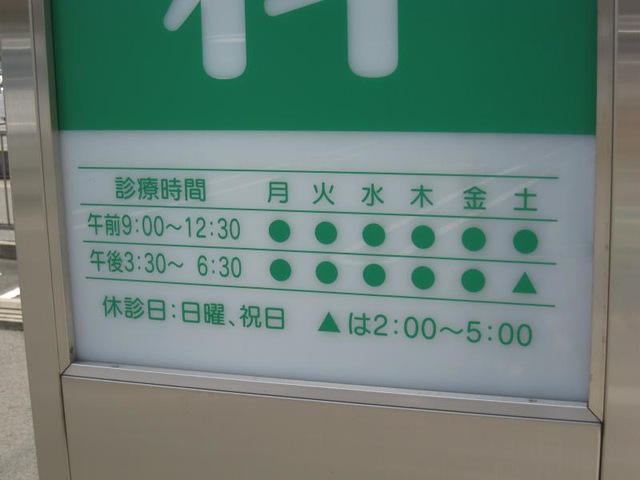 科
診療時間 月 火 水 木 金 土
午前9:00～12:30 ● ● ● ● ● ●
午後3:30～ 6:30 ● ● ● ● ● ▲
休診日:日曜、祝日 ▲は2:00～5:00